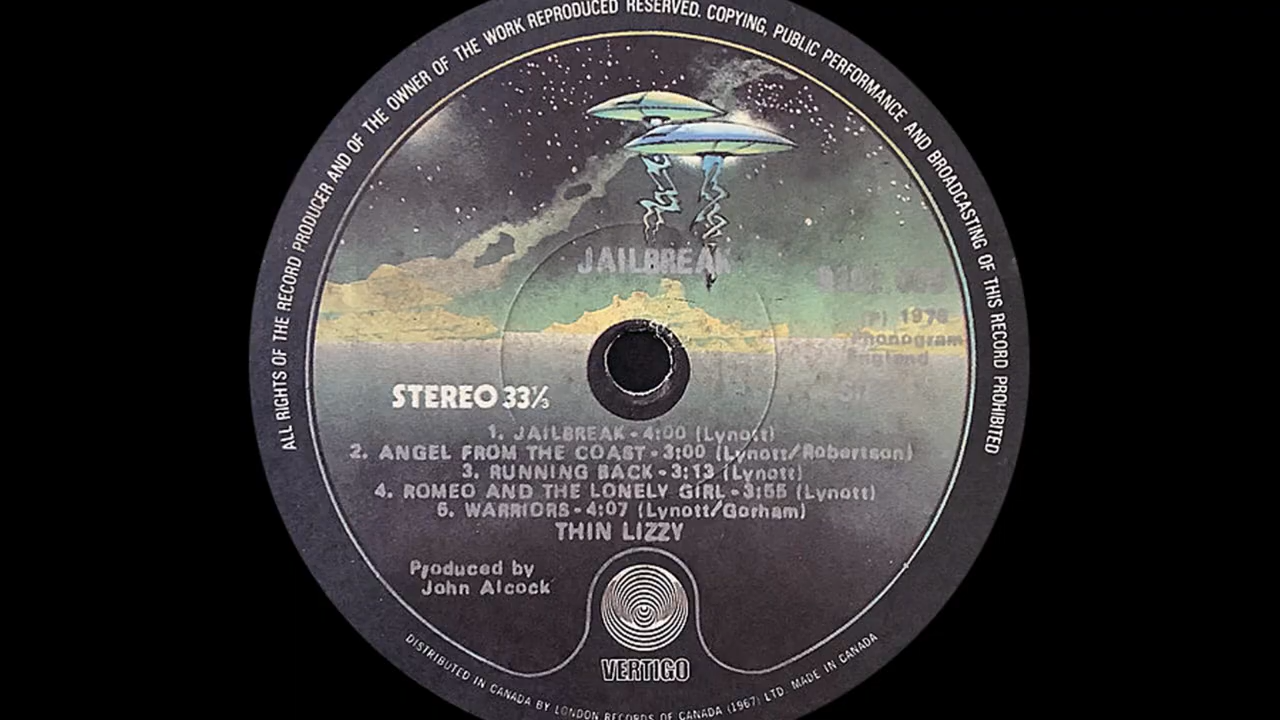 ALL RIGHTS OF THE RECORD PRODUCER AND OF THE OWNER OF THE WORK REPRODUCED RESERVED. COPYING, PUBLIC PERFORMANCE AND BROADCASTING OF THIS RECORD PROHIBITED
JAILBREAK
Phonogram
England
STEREO 33⅓
1. JAILBREAK - 4:00 (Lynott)
2. ANGEL FROM THE COAST - 3:00 (Lynott/Robertson)
3. RUNNING BACK - 3:13 (Lynott)
4. ROMEO AND THE LONELY GIRL - 3:55 (Lynott)
5. WARRIORS - 4:07 (Lynott/Gorham)
THIN LIZZY
Produced by
John Alcock
VERTIGO
DISTRIBUTED IN CANADA BY LONDON RECORDS OF CANADA (1967) LTD. MADE IN CANADA